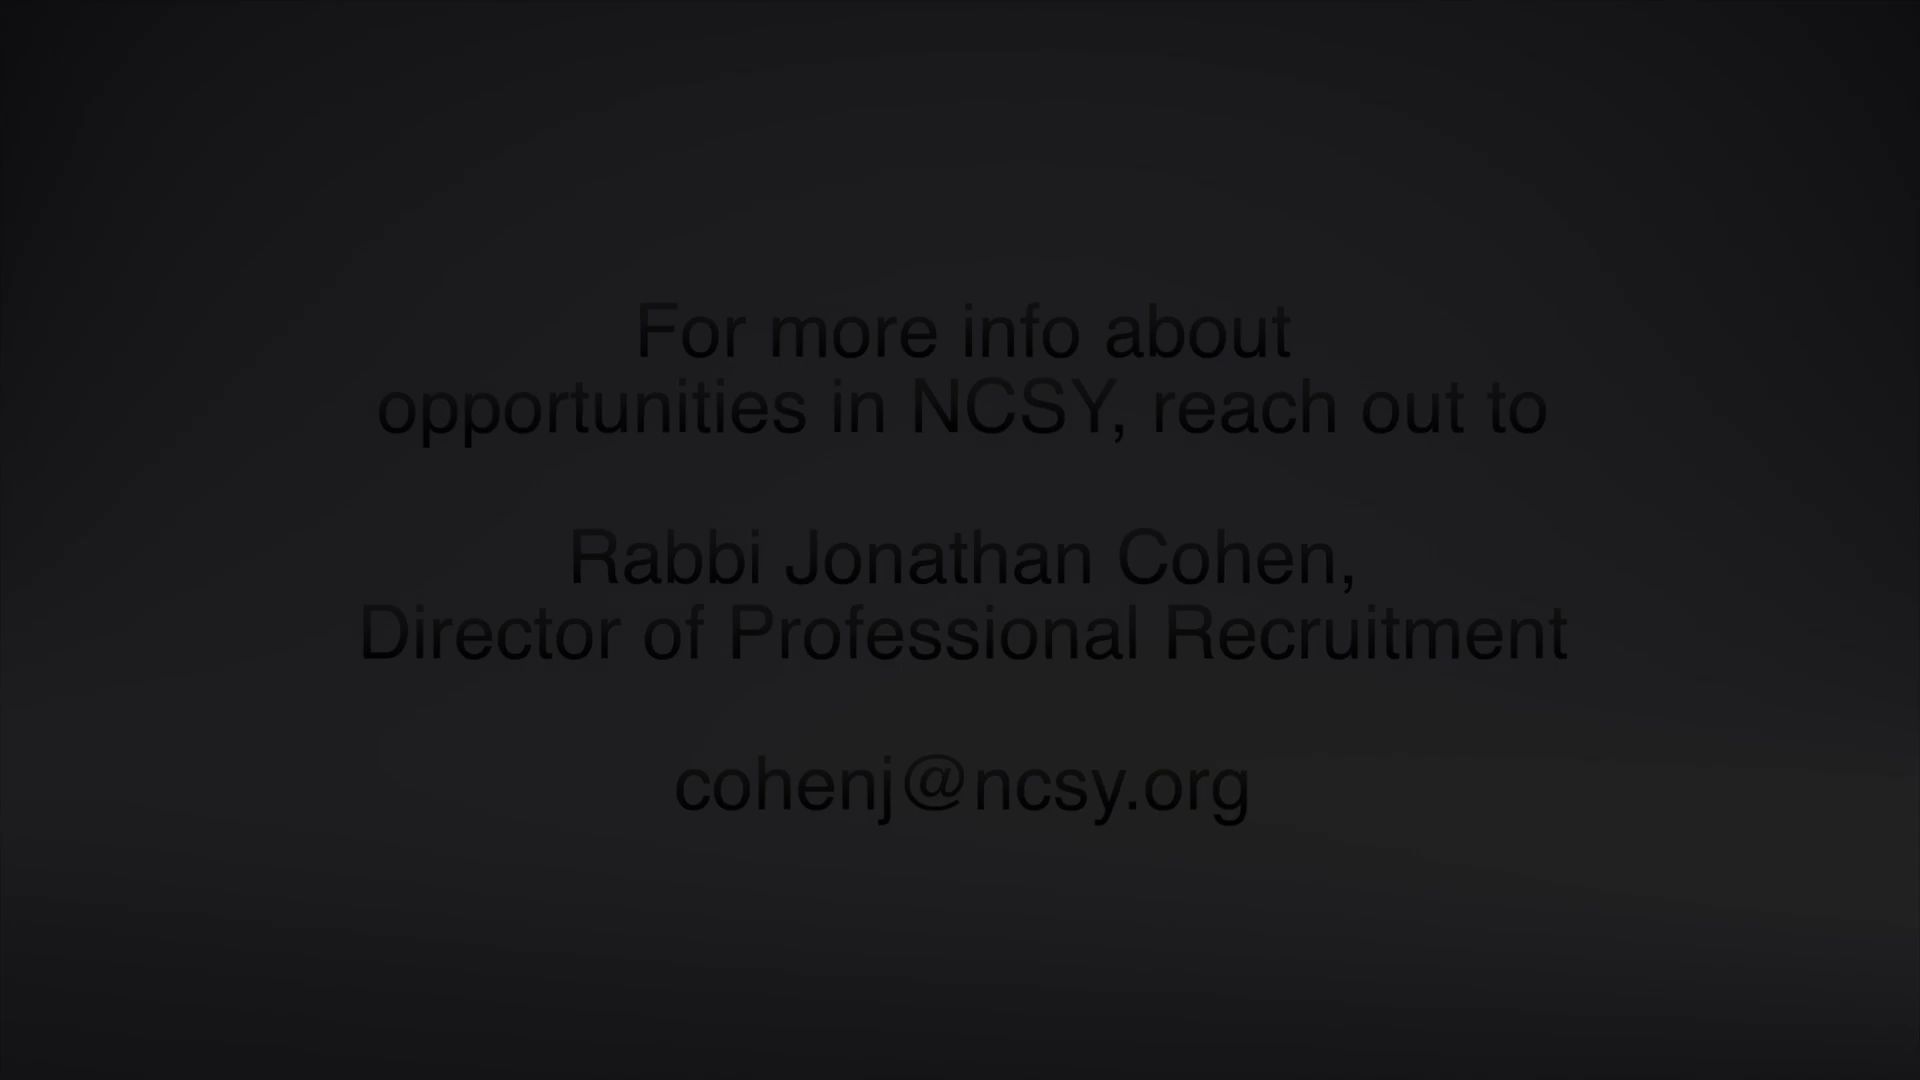 For more info about
opportunities in NCSY, reach out to
Rabbi Jonathan Cohen,
Director of Professional Recruitment
cohenj@ncsy.org